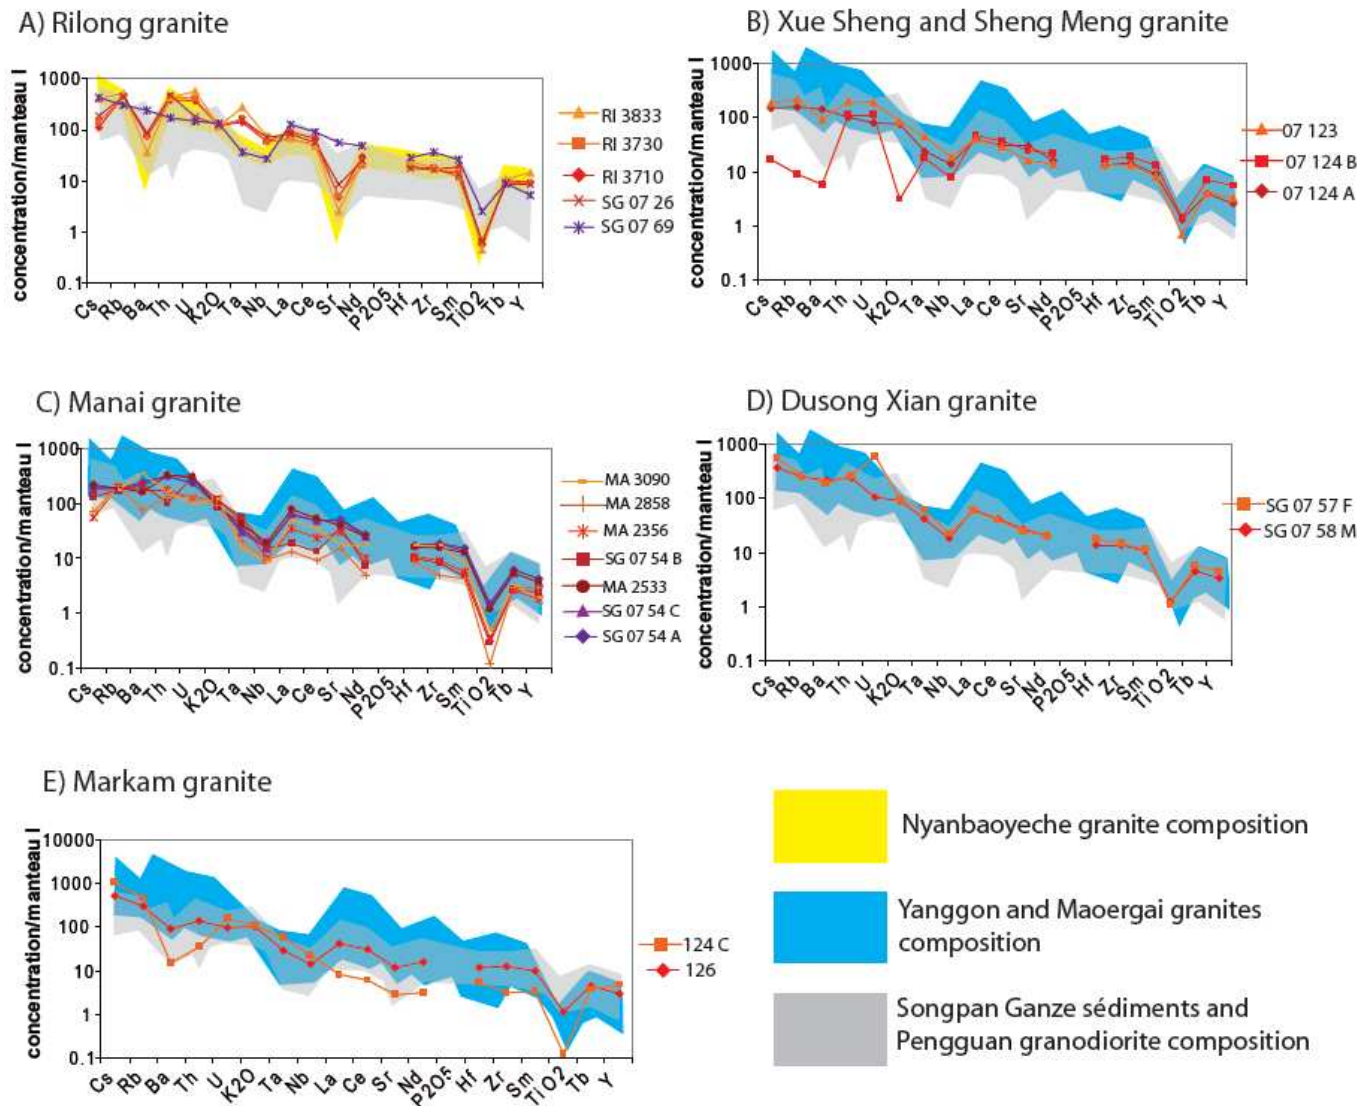 A) Rilong granite
concentration/manteau I
1000
100
10
1
0.1
Cs Rb Ba Th U K2O Ta Nb La Ce Sr Nd P2O5 Hf Zr Sm TiO2 Tb Y
RI 3833
RI 3730
RI 3710
SG 07 26
SG 07 69
B) Xue Sheng and Sheng Meng granite
concentration/manteau I
1000
100
10
1
0.1
Cs Rb Ba Th U K2O Ta Nb La Ce Sr Nd P2O5 Hf Zr Sm TiO2 Tb Y
07 123
07 124 B
07 124 A
C) Manai granite
concentration/manteau I
1000
100
10
1
0.1
Cs Rb Ba Th U K2O Ta Nb La Ce Sr Nd P2O5 Hf Zr Sm TiO2 Tb Y
MA 3090
MA 2858
MA 2356
SG 07 54 B
MA 2533
SG 07 54 C
SG 07 54 A
D) Dusong Xian granite
concentration/manteau I
1000
100
10
1
0.1
Cs Rb Ba Th U K2O Ta Nb La Ce Sr Nd P2O5 Hf Zr Sm TiO2 Tb Y
SG 07 57 F
SG 07 58 M
E) Markam granite
concentration/manteau I
10000
1000
100
10
1
0.1
Cs Rb Ba Th U K2O Ta Nb La Ce Sr Nd P2O5 Hf Zr Sm TiO2 Tb Y
124 C
126
Nyanbaoyeche granite composition
Yanggon and Maoergai granites
composition
Songpan Ganze sédiments and
Pengguan granodiorite composition